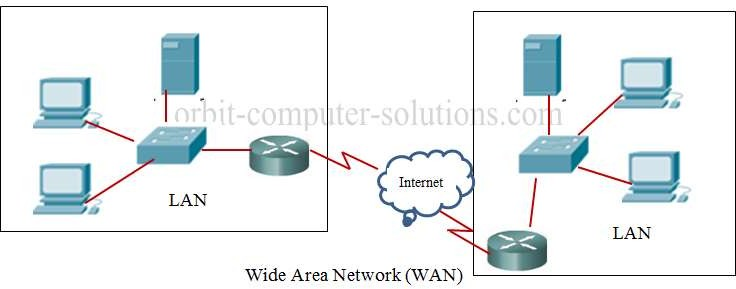 orbit-computer-solutions.com
Internet
LAN
LAN
Wide Area Network (WAN)